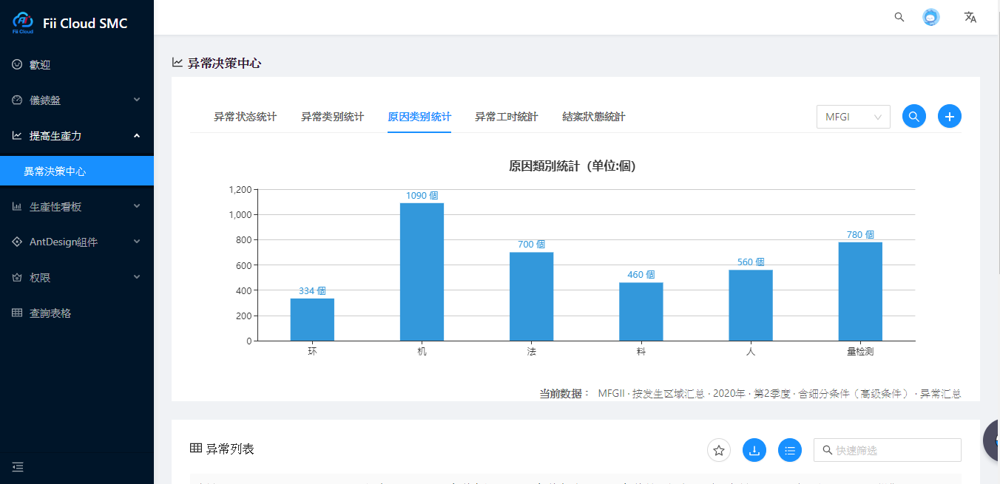 Fii Cloud SMC
Fii Cloud
歡迎
儀錶盤
提高生產力
異常決策中心
生產性看板
AntDesign組件
权限
查詢表格
异常决策中心
异常状态统计 异常类别统计 原因类别统计 异常工时統計 结案狀態統計
MFGI
原因類別統計（单位:個）
1,200
1,000
800
600
400
200
0
334 個
1090 個
700 個
460 個
560 個
780 個
环 机 法 料 人 量检测
当前数据： MFGII · 按发生区域汇总 · 2020年 · 第2季度 · 含细分条件（高级条件） · 异常汇总
异常列表
快速筛选